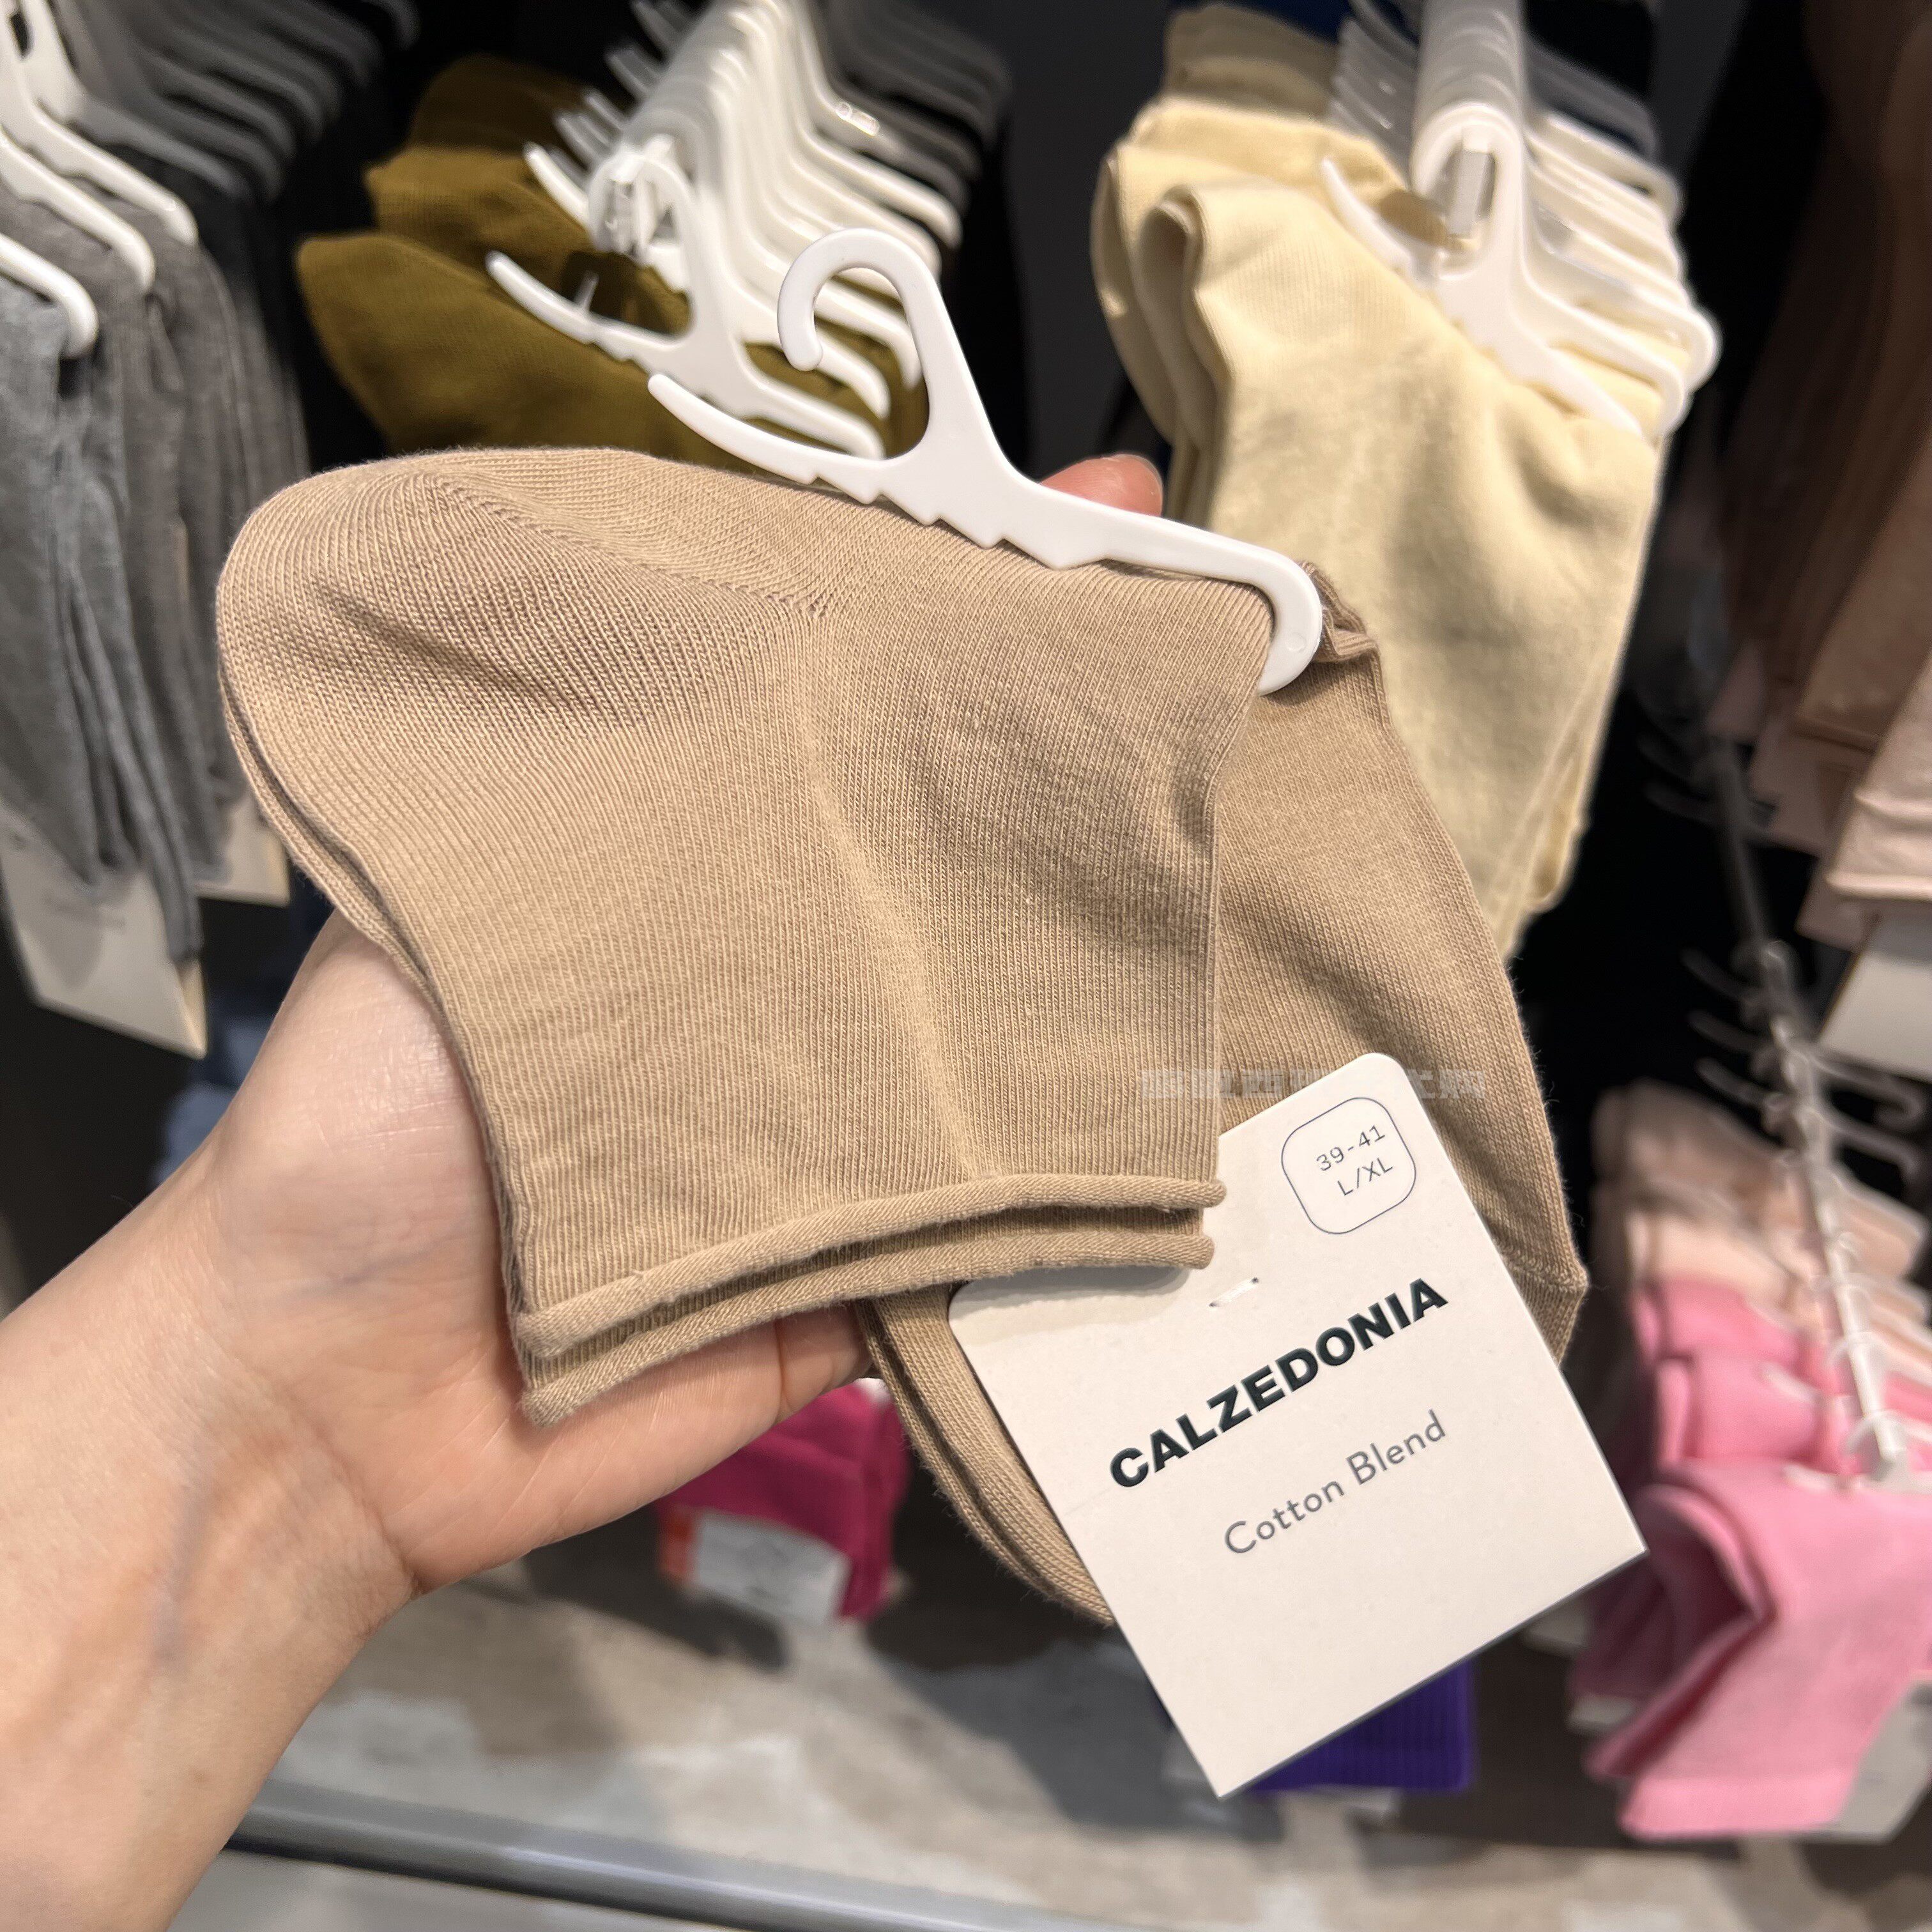 39-41
L/XL
CALZEDONIA
Cotton Blend